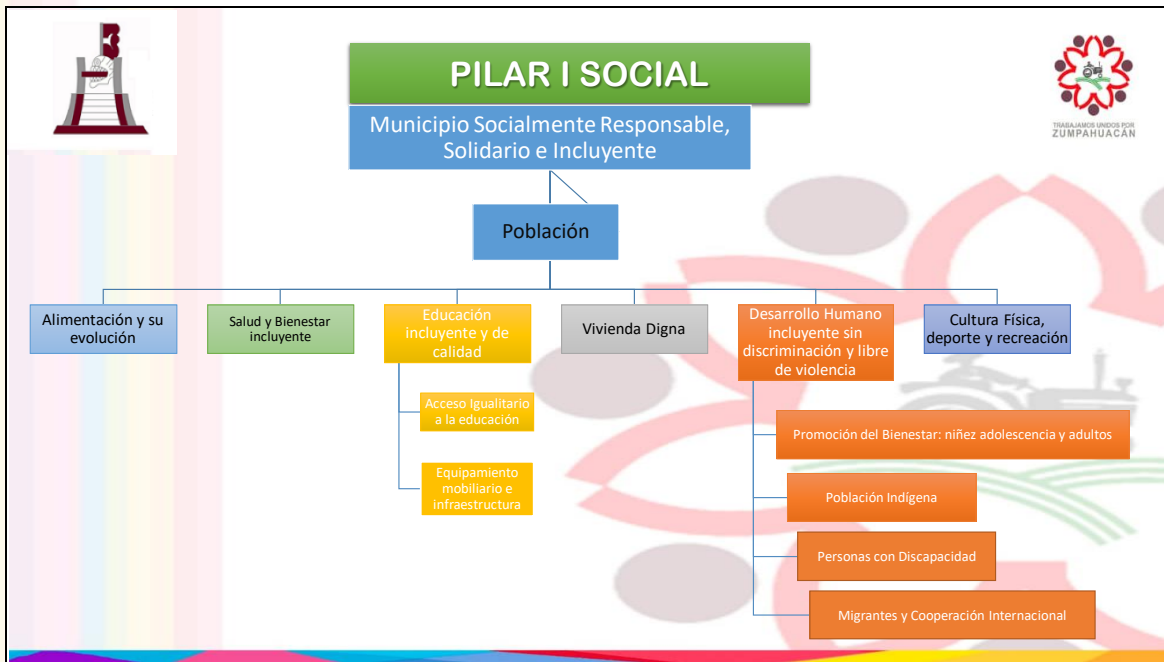 PILAR I SOCIAL
Municipio Socialmente Responsable,
Solidario e Incluyente
TRABAJAMOS UNIDOS POR
ZUMPAHUACÁN
Población
Alimentación y su
evolución
Salud y Bienestar
incluyente
Educación
incluyente y de
calidad
Vivienda Digna
Desarrollo Humano
incluyente sin
discriminación y libre
de violencia
Cultura Física,
deporte y recreación
Acceso Igualitario
a la educación
Equipamiento
mobiliario e
infraestructura
Promoción del Bienestar: niñez adolescencia y adultos
Población Indígena
Personas con Discapacidad
Migrantes y Cooperación Internacional